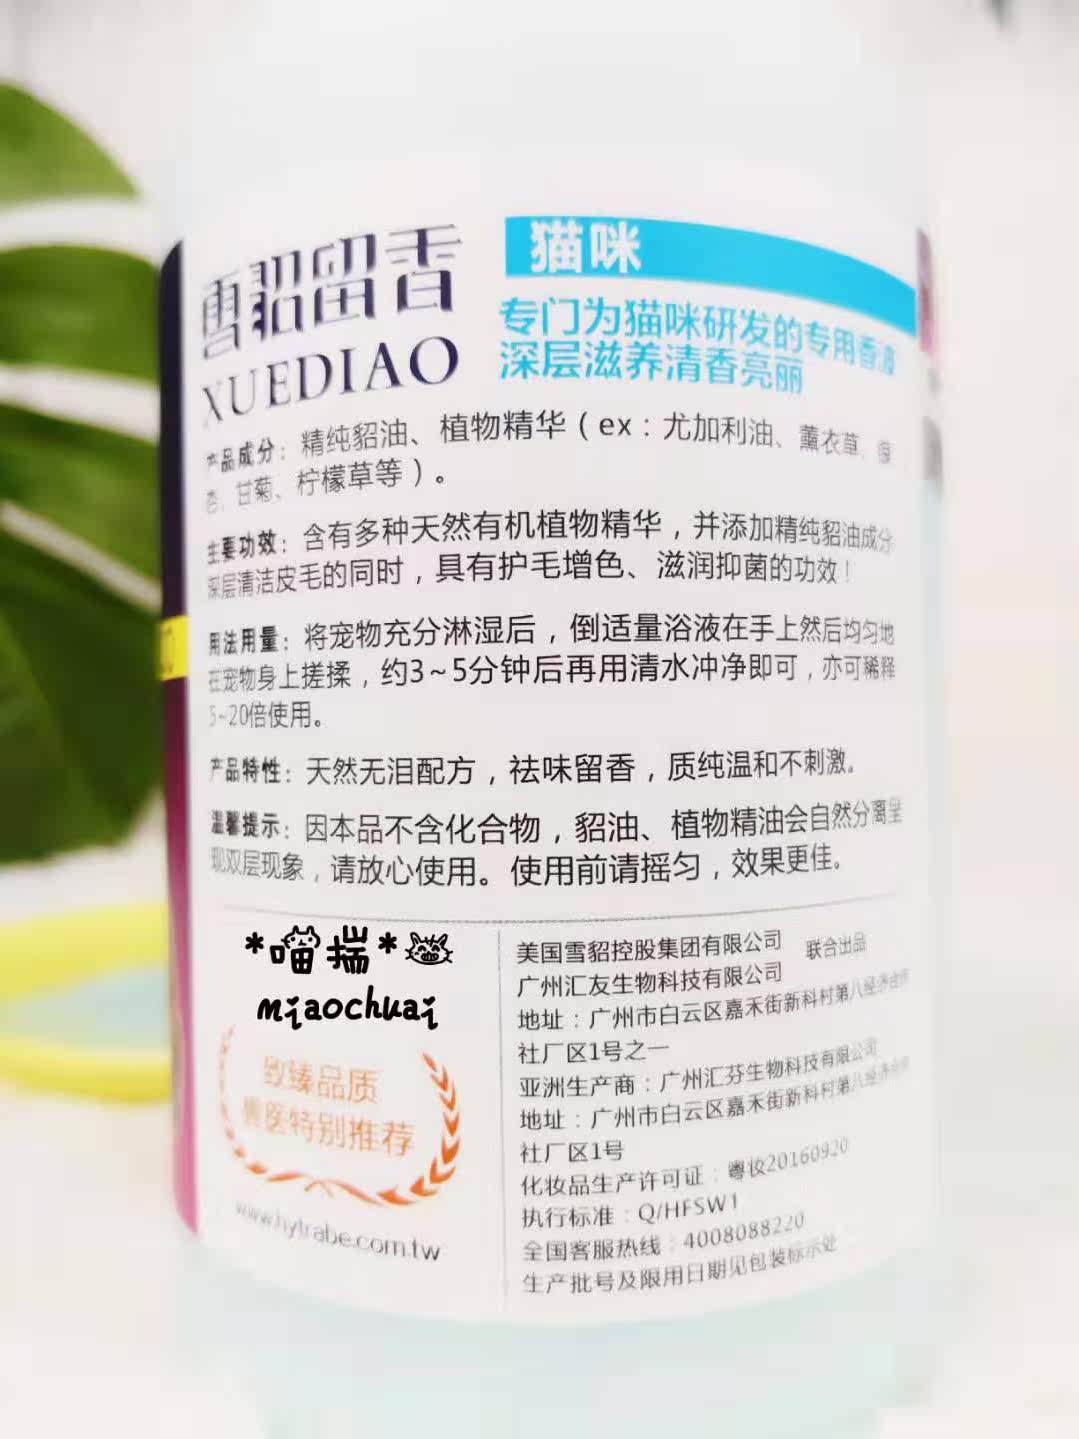 雪貂留香
XUEDIAO
猫咪
专门为猫咪研发的专用香波
深层滋养清香亮丽
产品成分：精纯貂油、植物精华（ex：尤加利油、薰衣草、
杏、甘菊、柠檬草等）。
主要功效：含有多种天然有机植物精华，并添加精纯貂油成分
深层清洁皮毛的同时，具有护毛增色、滋润抑菌的功效！
用法用量：将宠物充分淋湿后，倒适量浴液在手上然后均匀地
在宠物身上搓揉，约3~5分钟后再用清水冲净即可，亦可稀释
5~20倍使用。
产品特性：天然无泪配方，祛味留香，质纯温和不刺激。
温馨提示：因本品不含化合物，貂油、植物精油会自然分离呈
现双层现象，请放心使用。使用前请摇匀，效果更佳。
*喵揣*
miaochuai
致臻品质
兽医特别推荐
www.hytrabe.com.tw
美国雪貂控股集团有限公司 联合出品
广州汇友生物科技有限公司
地址：广州市白云区嘉禾街新科村第八经济合作
社厂区1号之一
亚洲生产商：广州汇芬生物科技有限公司
地址：广州市白云区嘉禾街新科村第八经济合作
社厂区1号
化妆品生产许可证：粤妆20160920
执行标准：Q/HFSW1
全国客服热线：4008088220
生产批号及限用日期见包装标示处